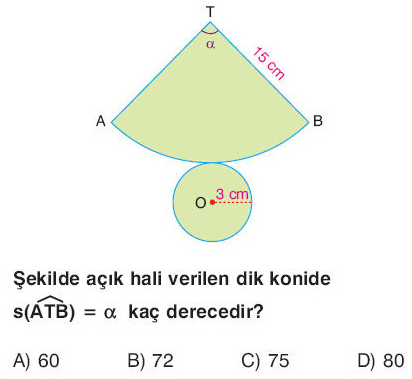 T
α
15 cm
A
B
3 cm
O
Şekilde açık hali verilen dik konide
s(ATB) = α kaç derecedir?
A) 60 B) 72 C) 75 D) 80